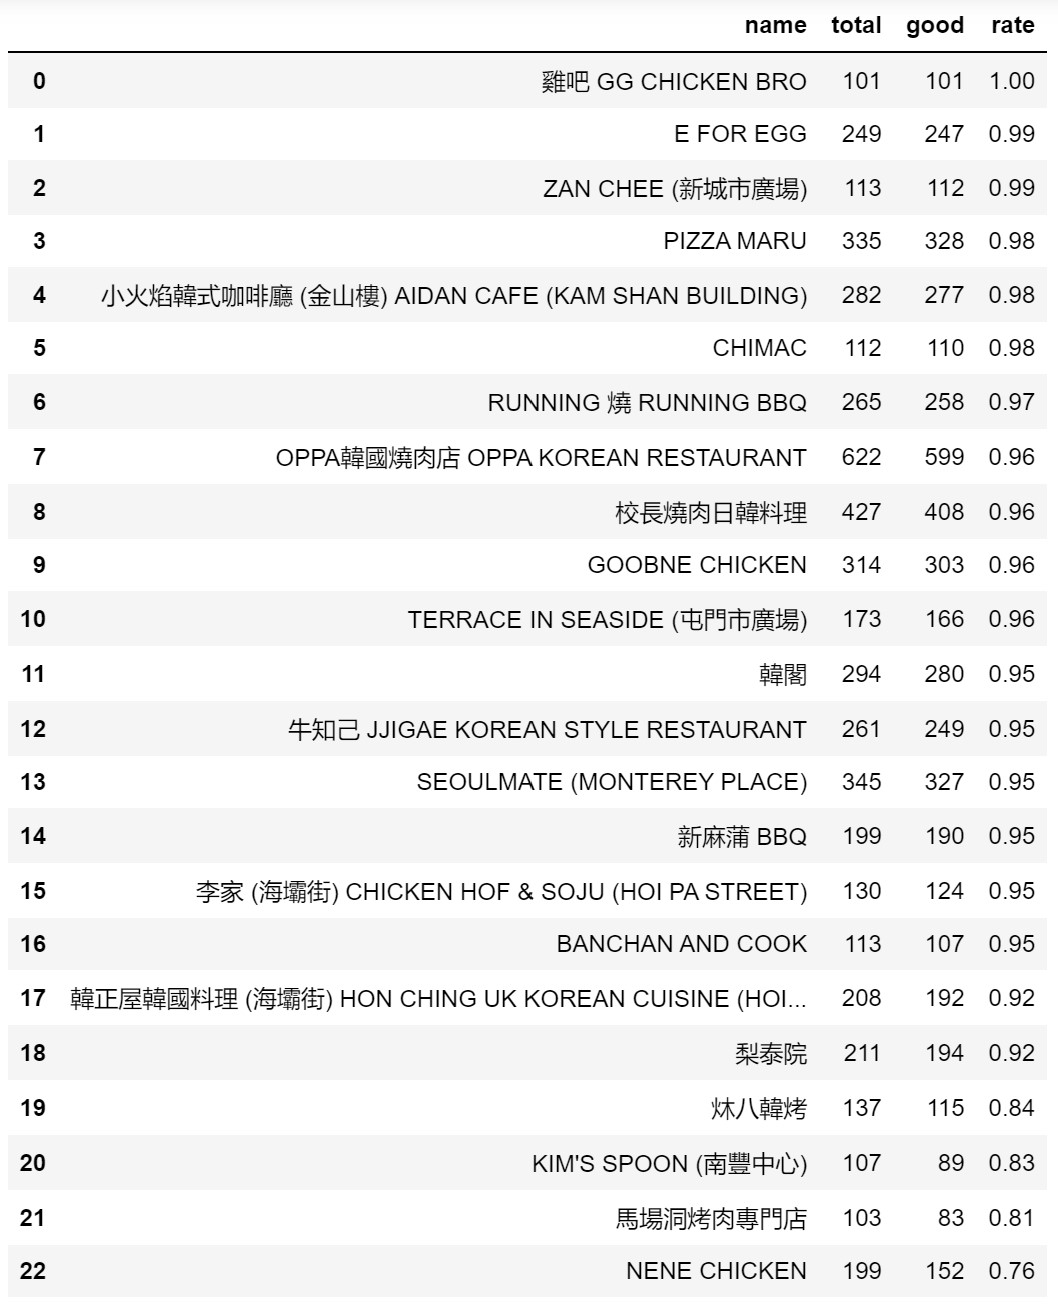 name total good rate
0 雞吧 GG CHICKEN BRO 101 101 1.00
1 E FOR EGG 249 247 0.99
2 ZAN CHEE (新城市廣場) 113 112 0.99
3 PIZZA MARU 335 328 0.98
4 小火焰韓式咖啡廳 (金山樓) AIDAN CAFE (KAM SHAN BUILDING) 282 277 0.98
5 CHIMAC 112 110 0.98
6 RUNNING 燒 RUNNING BBQ 265 258 0.97
7 OPPA韓國燒肉店 OPPA KOREAN RESTAURANT 622 599 0.96
8 校長燒肉日韓料理 427 408 0.96
9 GOOBNE CHICKEN 314 303 0.96
10 TERRACE IN SEASIDE (屯門市廣場) 173 166 0.96
11 韓閣 294 280 0.95
12 牛知己 JJIGAE KOREAN STYLE RESTAURANT 261 249 0.95
13 SEOULMATE (MONTEREY PLACE) 345 327 0.95
14 新麻蒲 BBQ 199 190 0.95
15 李家 (海壩街) CHICKEN HOF & SOJU (HOI PA STREET) 130 124 0.95
16 BANCHAN AND COOK 113 107 0.95
17 韓正屋韓國料理 (海壩街) HON CHING UK KOREAN CUISINE (HOI... 208 192 0.92
18 梨泰院 211 194 0.92
19 炑八韓烤 137 115 0.84
20 KIM'S SPOON (南豐中心) 107 89 0.83
21 馬場洞烤肉專門店 103 83 0.81
22 NENE CHICKEN 199 152 0.76